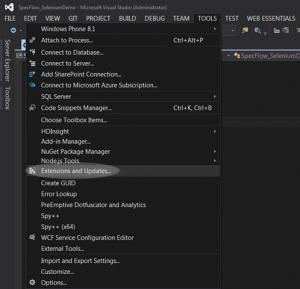 SpecFlow_SeleniumDemo - Microsoft Visual Studio (Administrator)
FILE EDIT VIEW GIT PROJECT BUILD DEBUG TEAM TOOLS TEST WEB ESSENTIALS
Windows Phone 8.1
Attach to Process... Ctrl+Alt+P
Connect to Database...
Connect to Server...
SpecFlow_SeleniumDemo
Add SharePoint Connection...
Connect to Microsoft Azure Subscription...
SQL Server
Code Snippets Manager... Ctrl+K, Ctrl+B
Choose Toolbox Items...
HDInsight
Add-in Manager...
NuGet Package Manager
Node.js Tools
Extensions and Updates...
Create GUID
Error Lookup
PreEmptive Dotfuscator and Analytics
Spy++
Spy++ (x64)
WCF Service Configuration Editor
External Tools...
Import and Export Settings...
Customize...
Options...
Server Explorer
Toolbox